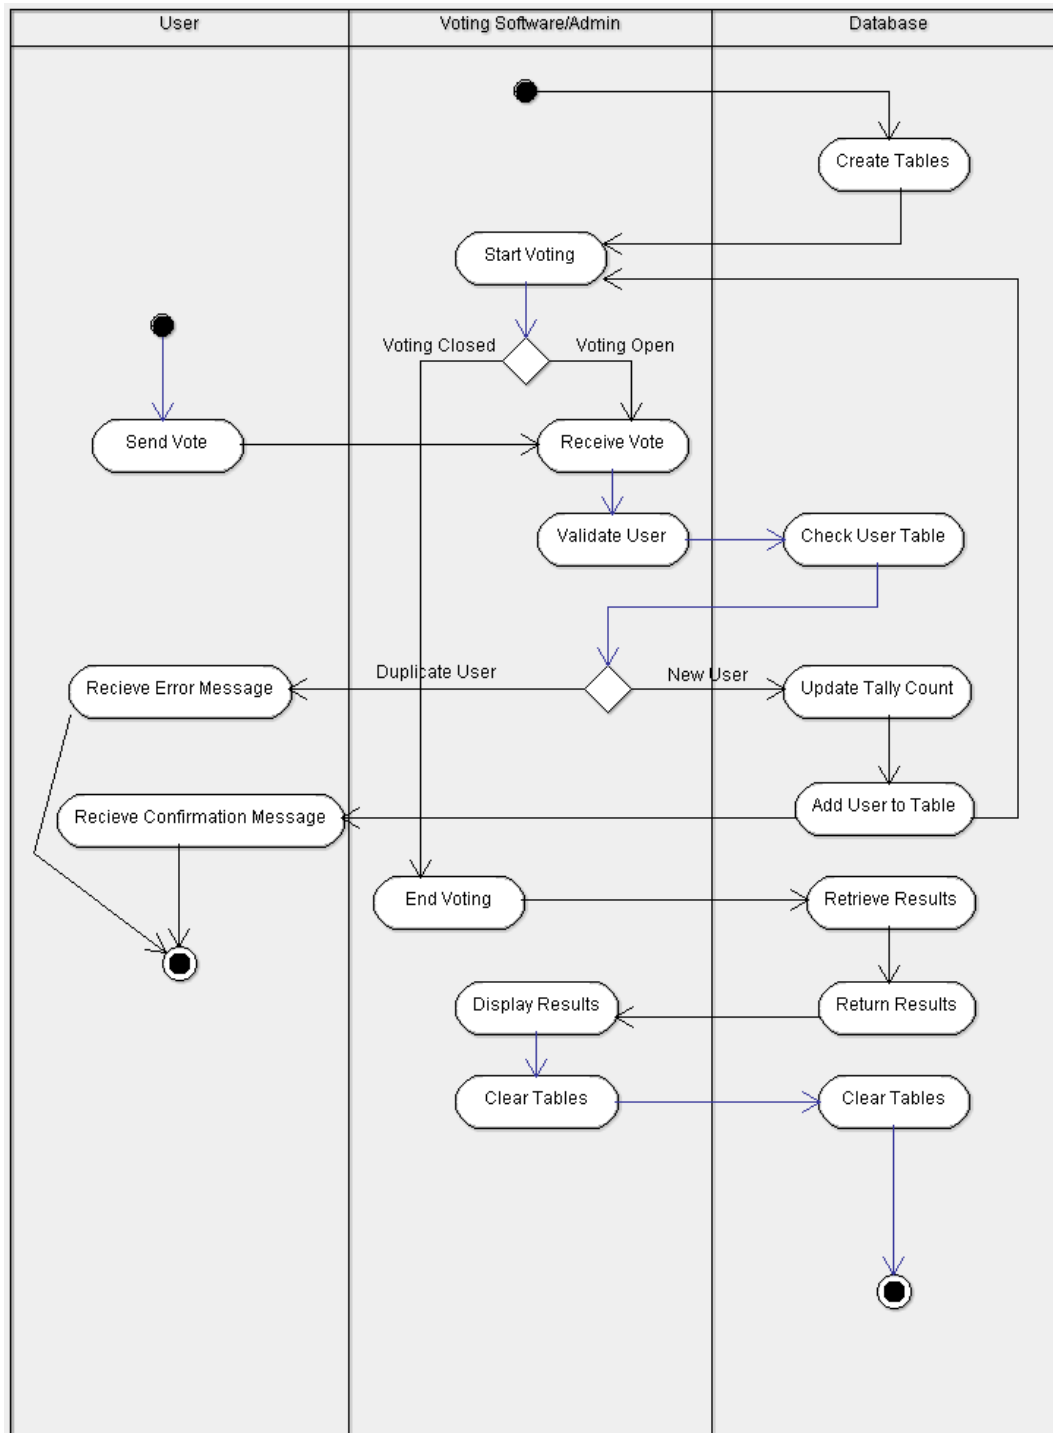 User
Voting Software/Admin
Database
Create Tables
Start Voting
Voting Closed
Voting Open
Send Vote
Receive Vote
Validate User
Check User Table
Duplicate User
New User
Recieve Error Message
Update Tally Count
Recieve Confirmation Message
Add User to Table
End Voting
Retrieve Results
Display Results
Return Results
Clear Tables
Clear Tables